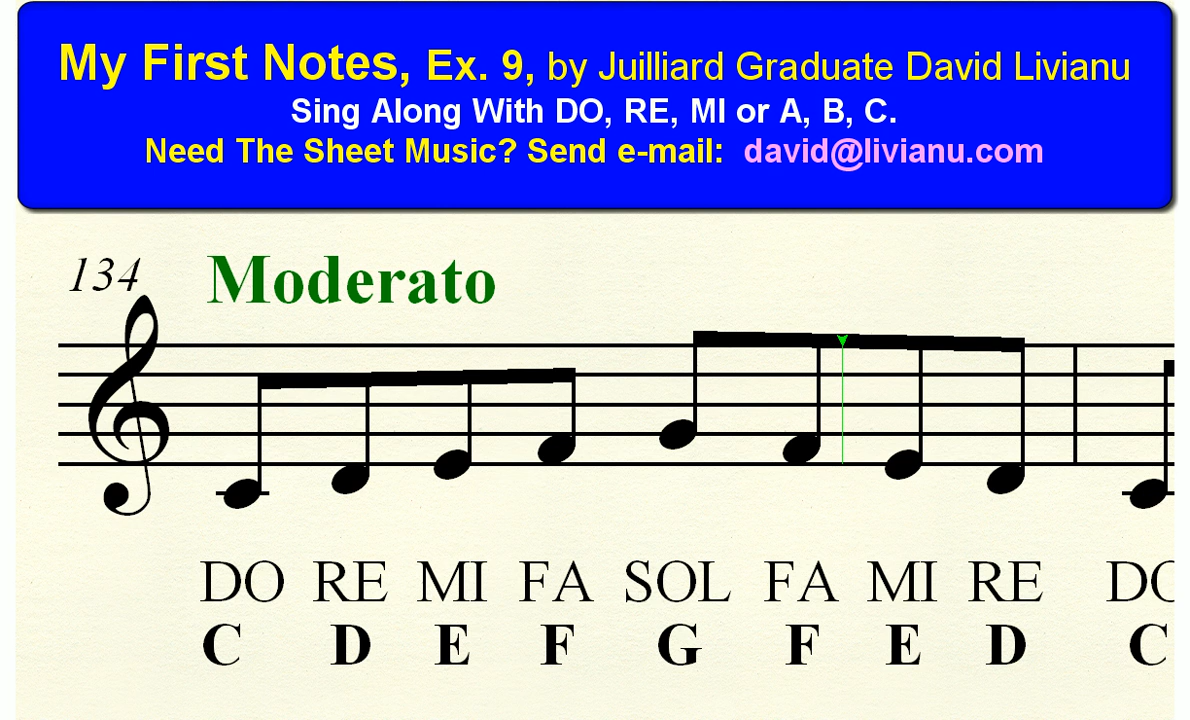 My First Notes, Ex. 9, by Juilliard Graduate David Livianu
Sing Along With DO, RE, MI or A, B, C.
Need The Sheet Music? Send e-mail: david@livianu.com
134 Moderato
DO RE MI FA SOL FA MI RE DO
C D E F G F E D C